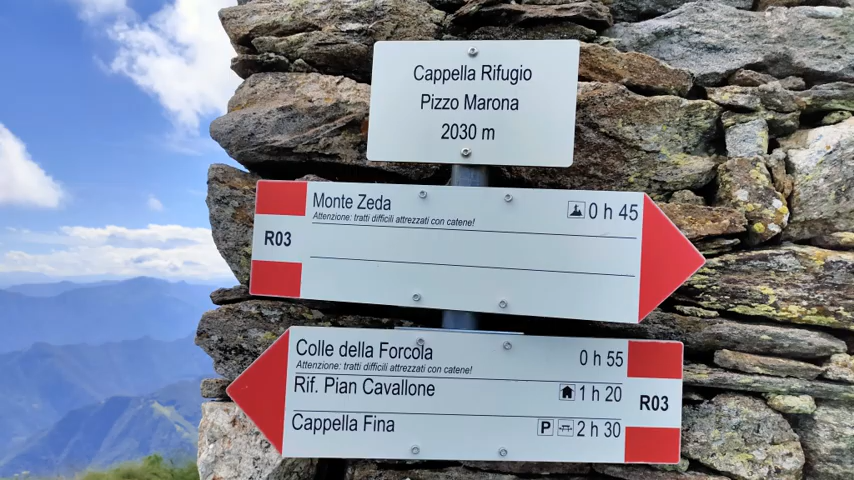 Cappella Rifugio
Pizzo Marona
2030 m
Monte Zeda 0 h 45
Attenzione: tratti difficili attrezzati con catene!
R03
Colle della Forcola 0 h 55
Attenzione: tratti difficili attrezzati con catene!
Rif. Pian Cavallone 1 h 20
R03
Cappella Fina P 2 h 30